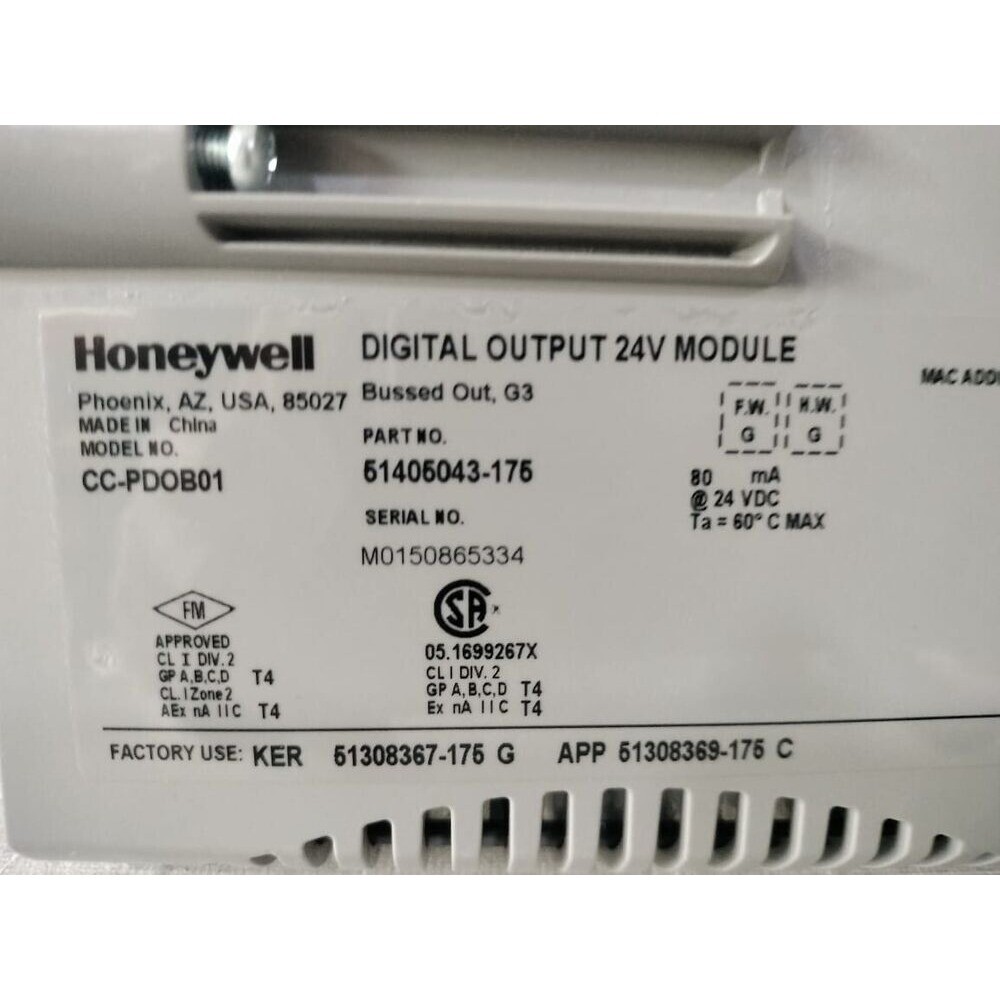 Honeywell DIGITAL OUTPUT 24V MODULE
Phoenix, AZ, USA, 85027 Bussed Out, G3
MADE IN China
MODEL NO.
CC-PDOB01
PART NO.
51405043-175
SERIAL NO.
M0150865334
F.W. H.W.
G G
MAC
80 mA
@ 24 VDC
Ta = 60° C MAX
FM
APPROVED
CL I DIV. 2
GP A,B,C,D T4
CL. I Zone 2
AEx nA IIC T4
SA
05.1699267X
CL I DIV. 2
GP A,B,C,D T4
Ex nA IIC T4
FACTORY USE: KER 51308367-175 G APP 51308369-175 C